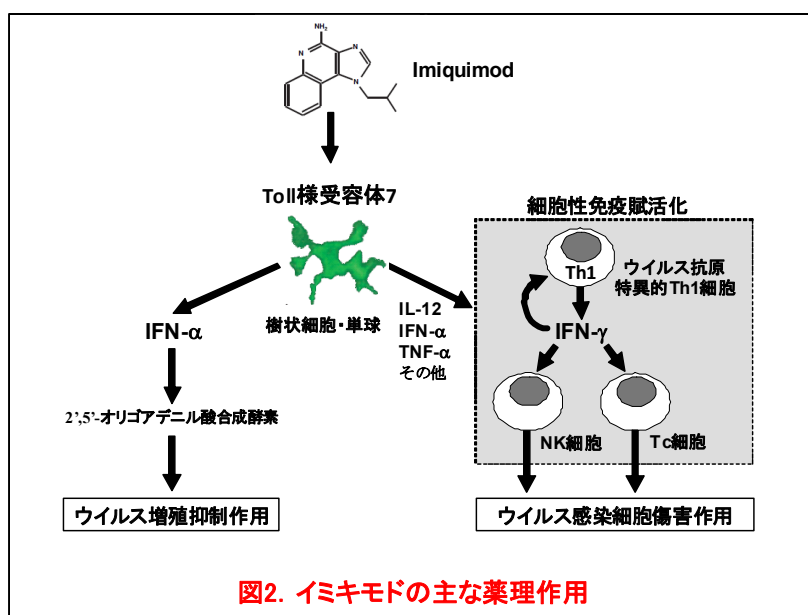 NH₂
N
N
N
Imiquimod
Toll様受容体7
樹状細胞・単球
IFN-α
2',5'-オリゴアデニル酸合成酵素
ウイルス増殖抑制作用
IL-12
IFN-α
TNF-α
その他
細胞性免疫賦活化
Th1
ウイルス抗原
特異的Th1細胞
IFN-γ
NK細胞
Tc細胞
ウイルス感染細胞傷害作用
図2. イミキモドの主な薬理作用